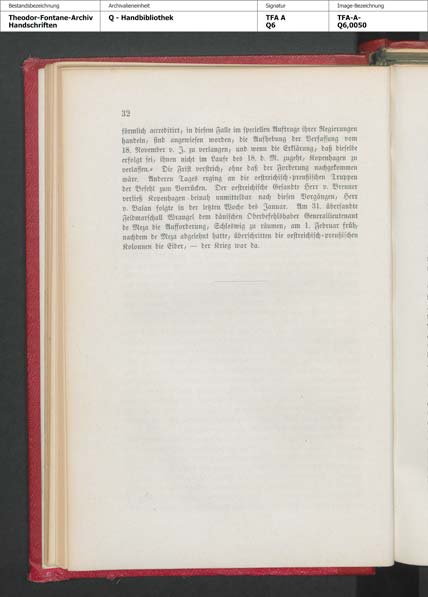 Bestandsbezeichnung
Archivalieneinheit
Signatur
Image-Bezeichnung
Theodor-Fontane-Archiv
Handschriften
Q - Handbibliothek
TFA A
Q6
TFA-A-
Q6,0050
32
förmlich accreditirt, in diesem Falle im speciellen Auftrage ihrer Regierungen
handeln, sind angewiesen worden, die Aufhebung der Verfassung vom
18. November v. J. zu verlangen, und wenn die Erklärung, daß dieselbe
erfolgt sei, ihnen nicht im Laufe des 18. d. M. zugeht, Kopenhagen zu
verlassen.« Die Frist verstrich, ohne daß der Forderung nachgekommen
wäre. Anderen Tages erging an die oestreichisch-preußischen Truppen
der Befehl zum Vorrücken. Der oestreichische Gesandte Herr v. Brenner
verließ Kopenhagen beinah unmittelbar nach diesen Vorgängen, Herr
v. Balan folgte in der letzten Woche des Januar. Am 31. übersandte
Feldmarschall Wrangel dem dänischen Oberbefehlshaber Generallieutenant
de Meza die Aufforderung, Schleswig zu räumen, am 1. Februar früh,
nachdem de Meza abgelehnt hatte, überschritten die oestreichisch-preußischen
Kolonnen die Eider, — der Krieg war da.